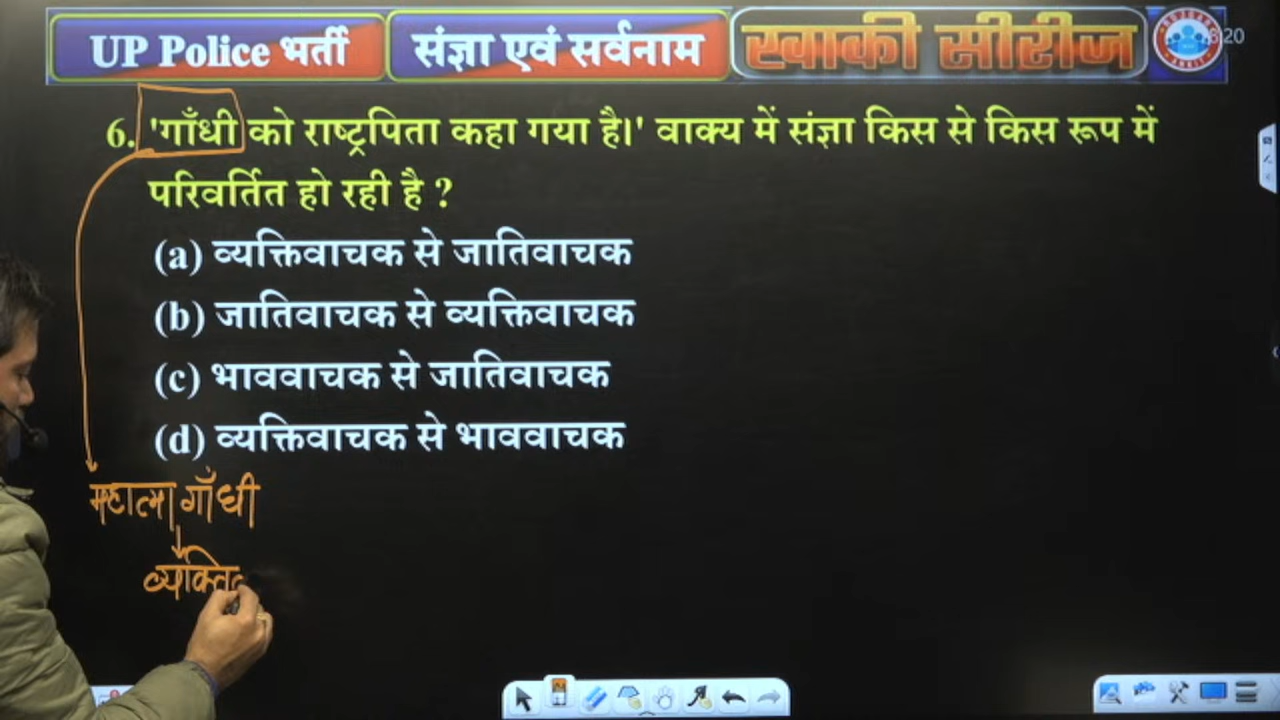 UP Police भर्ती
संज्ञा एवं सर्वनाम
खाकी सीरीज
6. 'गाँधी को राष्ट्रपिता कहा गया है।' वाक्य में संज्ञा किस से किस रूप में
परिवर्तित हो रही है ?
(a) व्यक्तिवाचक से जातिवाचक
(b) जातिवाचक से व्यक्तिवाचक
(c) भाववाचक से जातिवाचक
(d) व्यक्तिवाचक से भाववाचक
महात्मा गाँधी